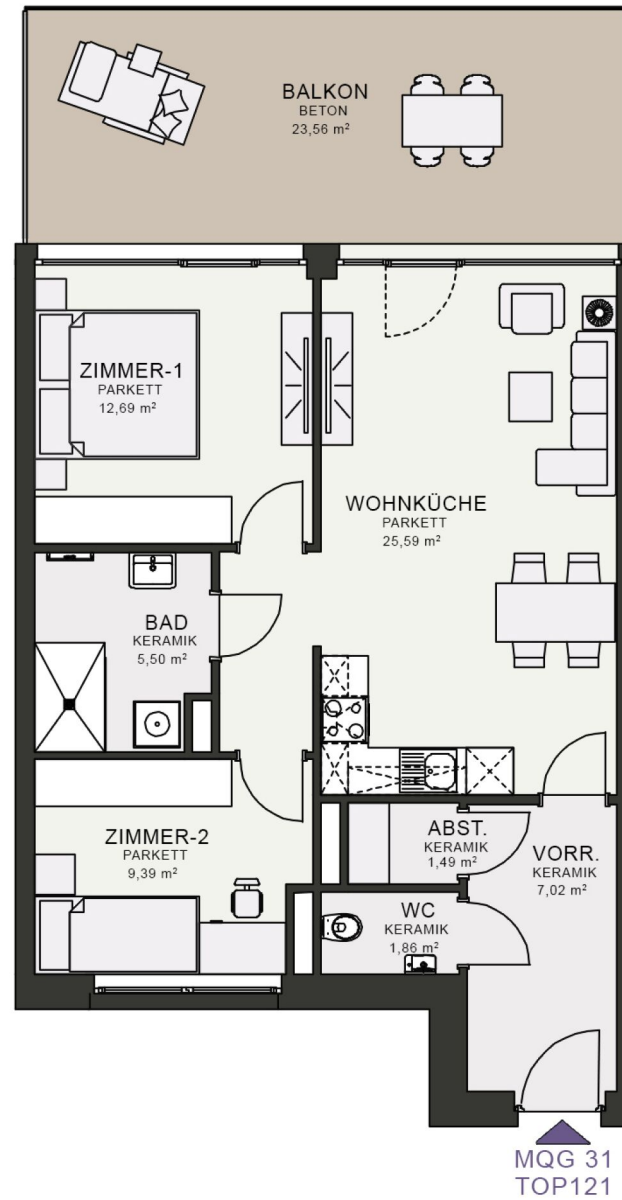 BALKON
BETON
23,56 m²
ZIMMER-1
PARKETT
12,69 m²
WOHNKÜCHE
PARKETT
25,59 m²
BAD
KERAMIK
5,50 m²
ZIMMER-2
PARKETT
9,39 m²
ABST.
KERAMIK
1,49 m²
VORR.
KERAMIK
7,02 m²
WC
KERAMIK
1,86 m²
MQG 31
TOP121